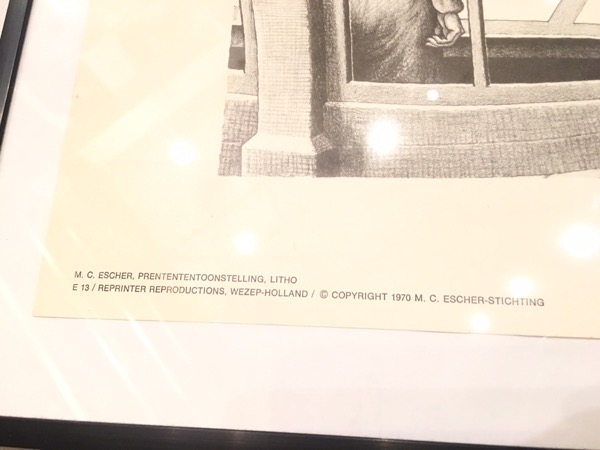 M. C. ESCHER, PRENTENTENTOONSTELLING, LITHO
E 13 / REPRINTER REPRODUCTIONS, WEZEP-HOLLAND / © COPYRIGHT 1970 M. C. ESCHER-STICHTING